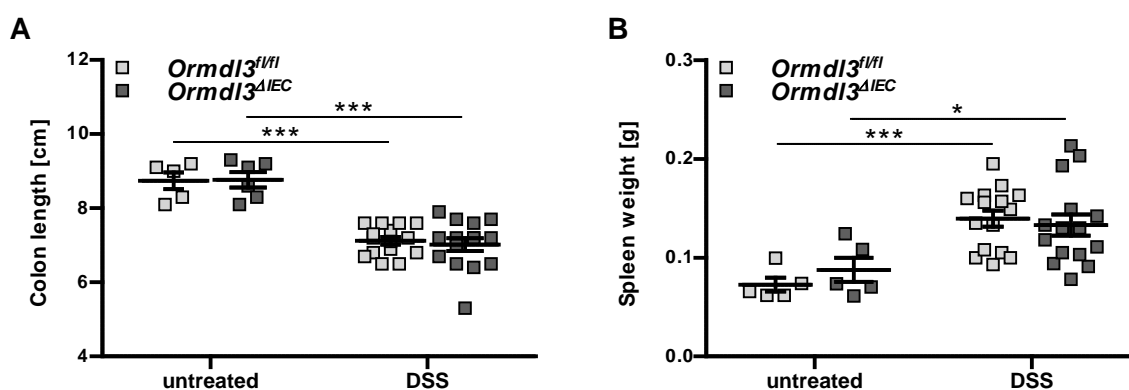 A
Colon length [cm]
12
10
8
6
4
Ormdl3fl/fl
Ormdl3ΔIEC
***
***
untreated
DSS
B
Spleen weight [g]
0.3
0.2
0.1
0.0
Ormdl3fl/fl
Ormdl3ΔIEC
*
***
untreated
DSS